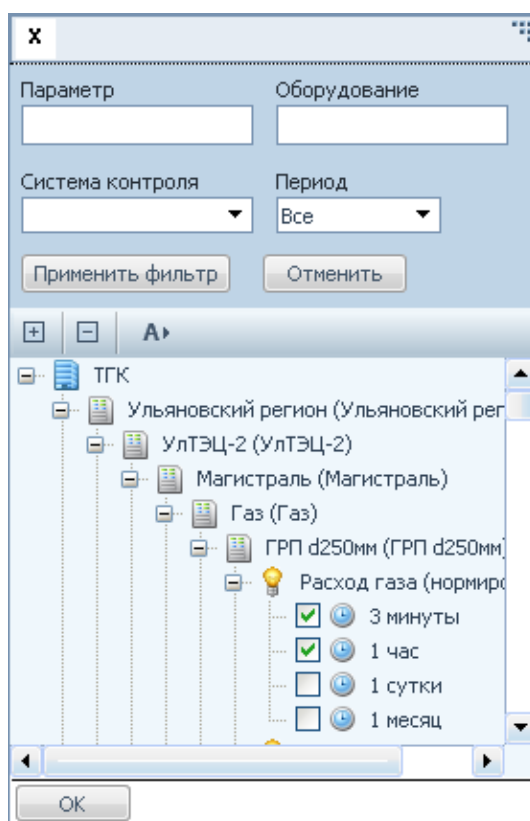 X
Параметр Оборудование
Система контроля Период
Все
Применить фильтр Отменить
A
ТГК
Ульяновский регион (Ульяновский рег
УлТЭЦ-2 (УлТЭЦ-2)
Магистраль (Магистраль)
Газ (Газ)
ГРП d250мм (ГРП d250мм)
Расход газа (нормиро
3 минуты
1 час
1 сутки
1 месяц
OK